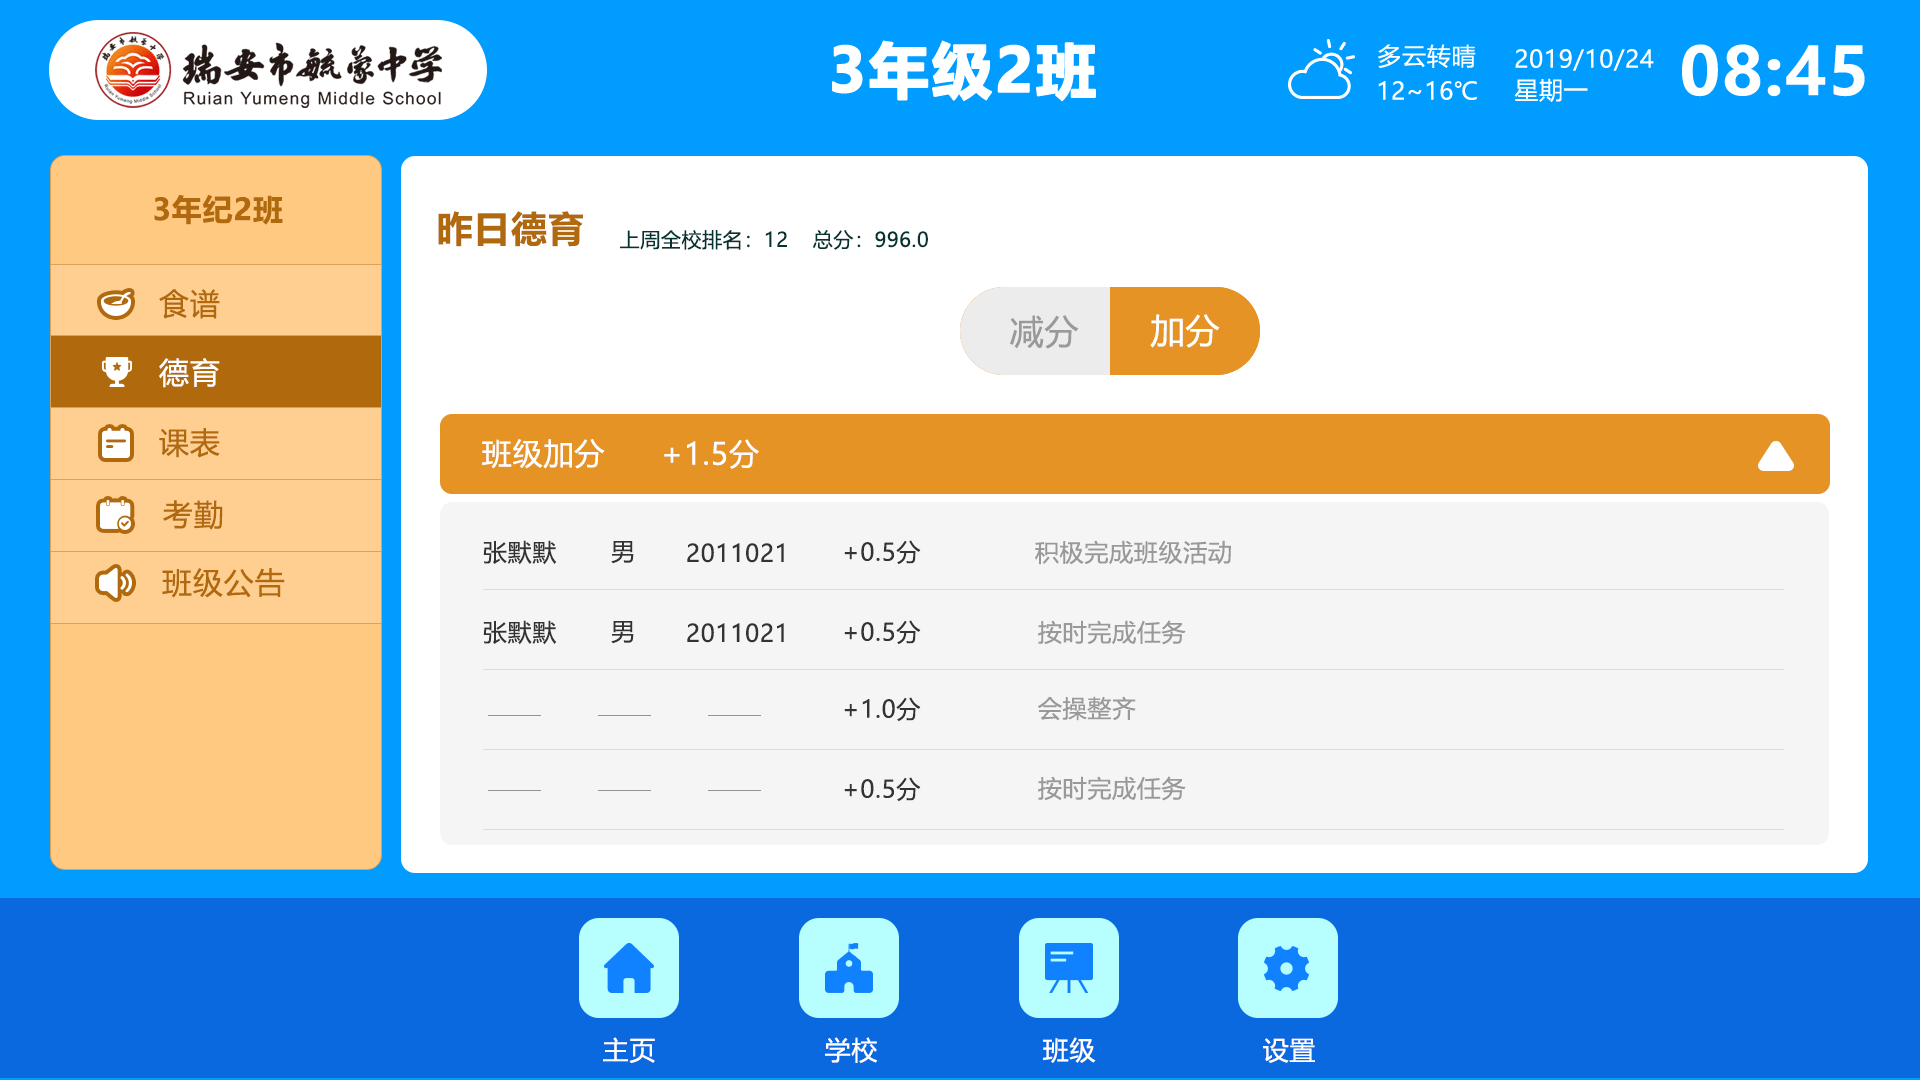 瑞安市毓蒙中学
Ruian Yumeng Middle School
3年级2班
多云转晴
12~16℃
2019/10/24
星期一
08:45
3年纪2班
食谱
德育
课表
考勤
班级公告
昨日德育 上周全校排名：12 总分：996.0
减分 加分
班级加分 +1.5分
张默默 男 2011021 +0.5分 积极完成班级活动
张默默 男 2011021 +0.5分 按时完成任务
—— —— —— +1.0分 会操整齐
—— —— —— +0.5分 按时完成任务
主页 学校 班级 设置